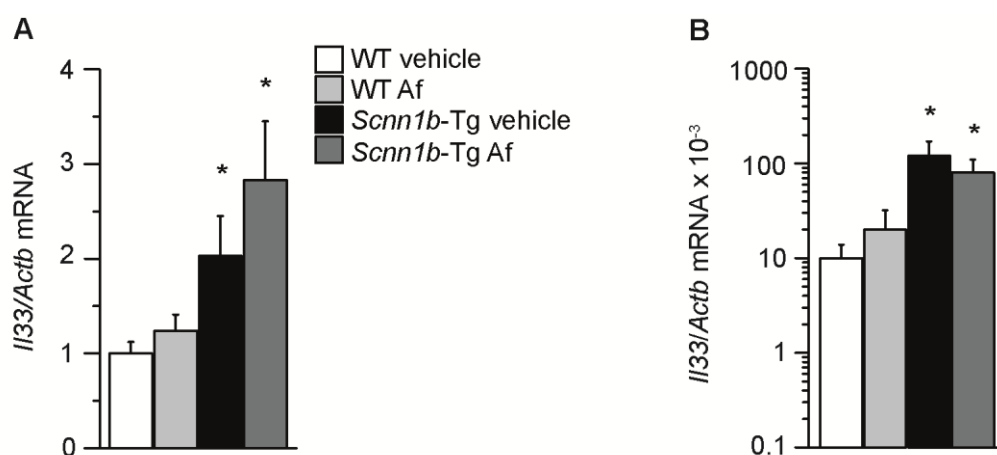 A
Il33/Actb mRNA
4
3
2
1
0
*
*
WT vehicle
WT Af
Scnn1b-Tg vehicle
Scnn1b-Tg Af
B
Il33/Actb mRNA x 10⁻³
1000
100
10
1
0.1
*
*